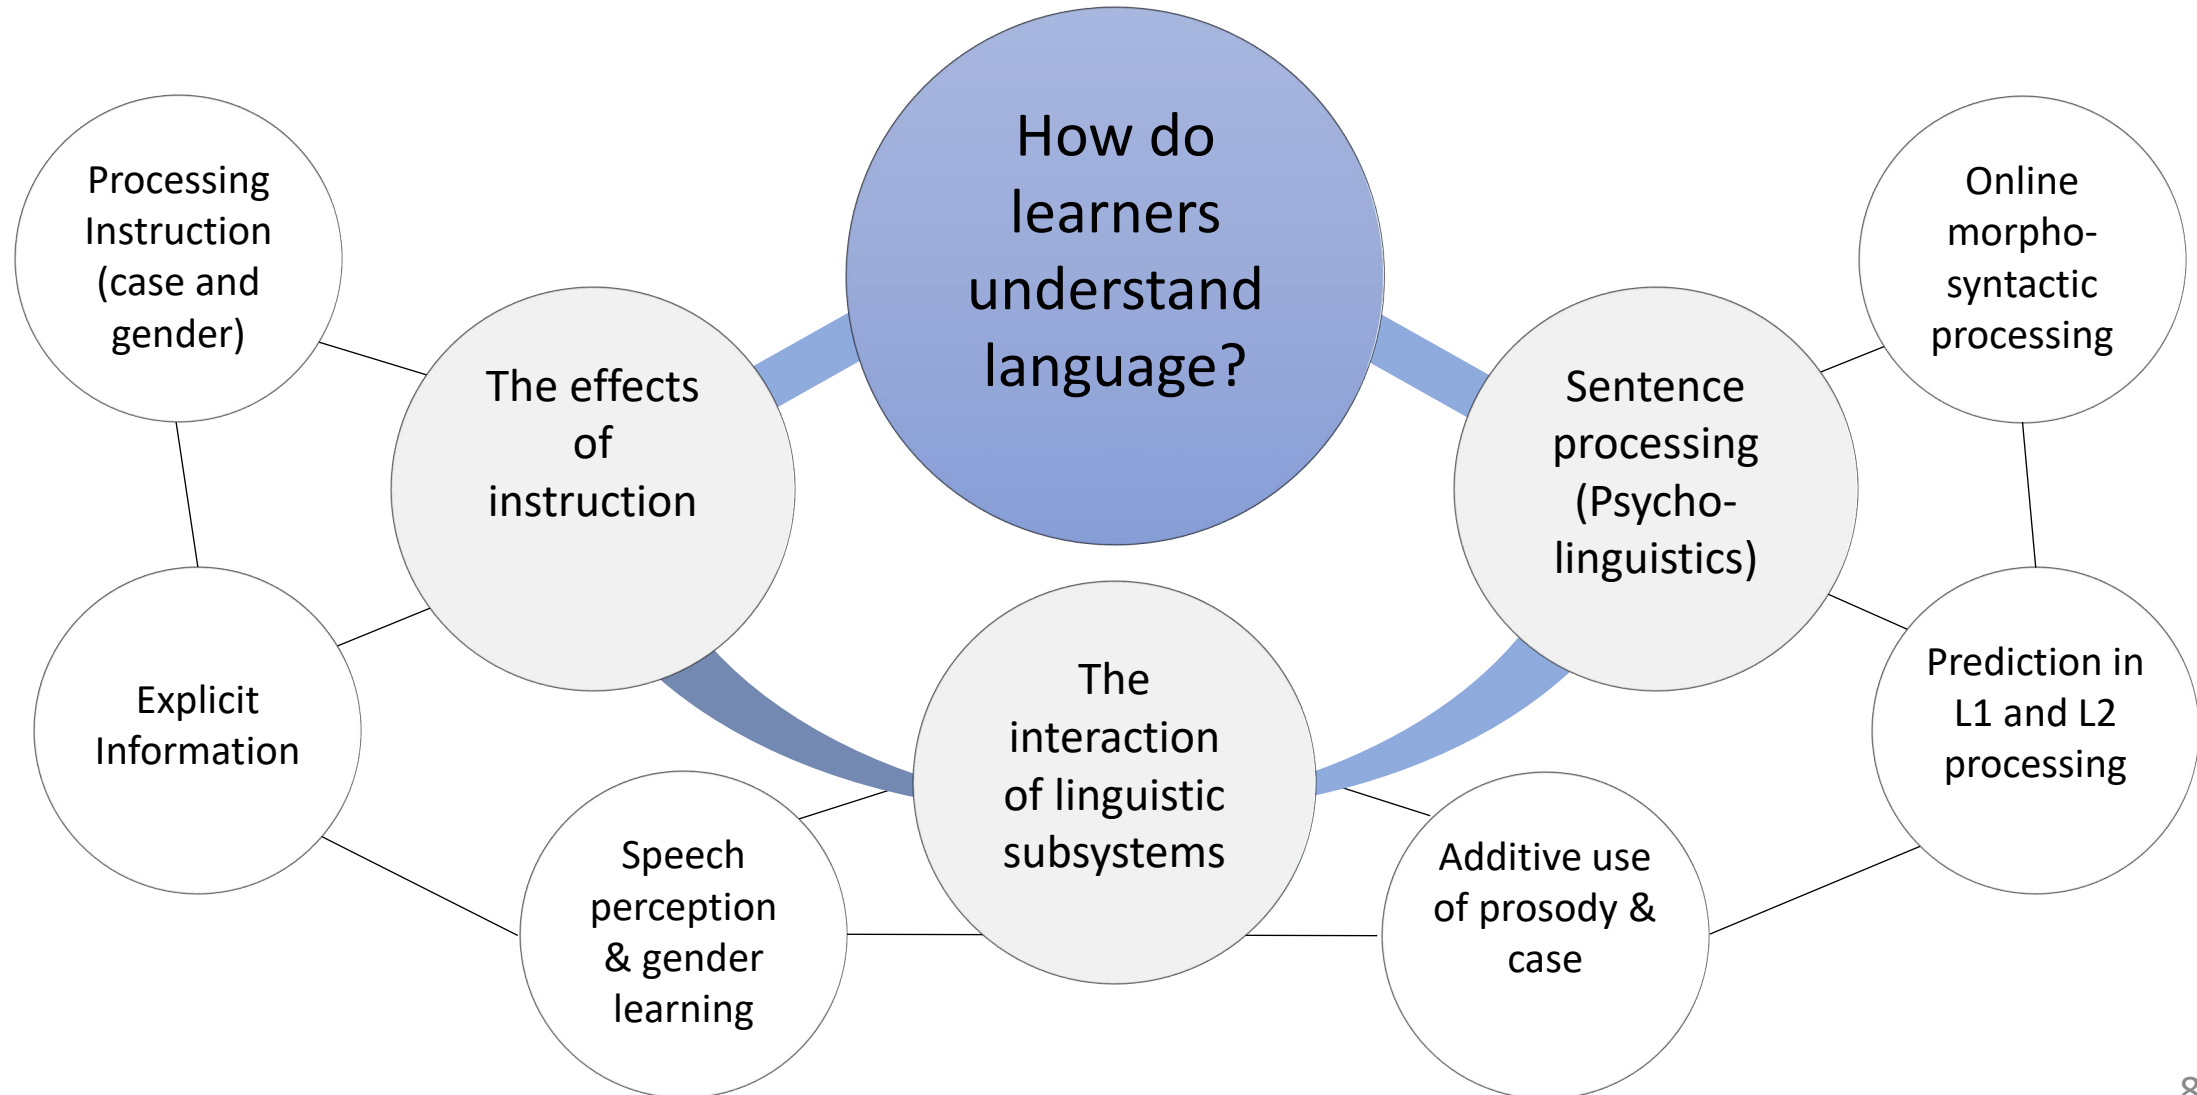 How do
learners
understand
language?
Processing
Instruction
(case and
gender)
The effects
of
instruction
Explicit
Information
Speech
perception
& gender
learning
The
interaction
of linguistic
subsystems
Additive use
of prosody &
case
Sentence
processing
(Psycho-
linguistics)
Online
morpho-
syntactic
processing
Prediction in
L1 and L2
processing
8